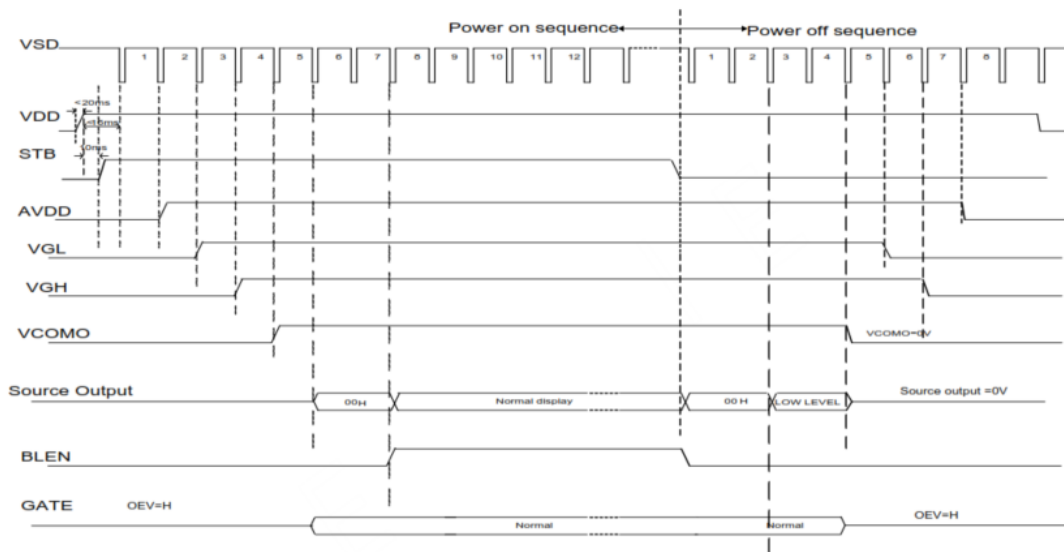 Power on sequence
Power off sequence
VSD
1 2 3 4 5 6 7 8 9 10 11 12 1 2 3 4 5 6 7 8
<20ms
VDD
STB
AVDD
VGL
VGH
VCOMO
VCOMO=0V
Source Output
00H
Normal display
00 H
LOW LEVEL
Source output =0V
BLEN
GATE
OEV=H
Normal
Normal
OEV=H